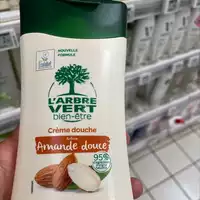 NOUVELLE
FORMULE
L'ARBRE
VERT
bien-être
Crème douche
Amande douce
95%